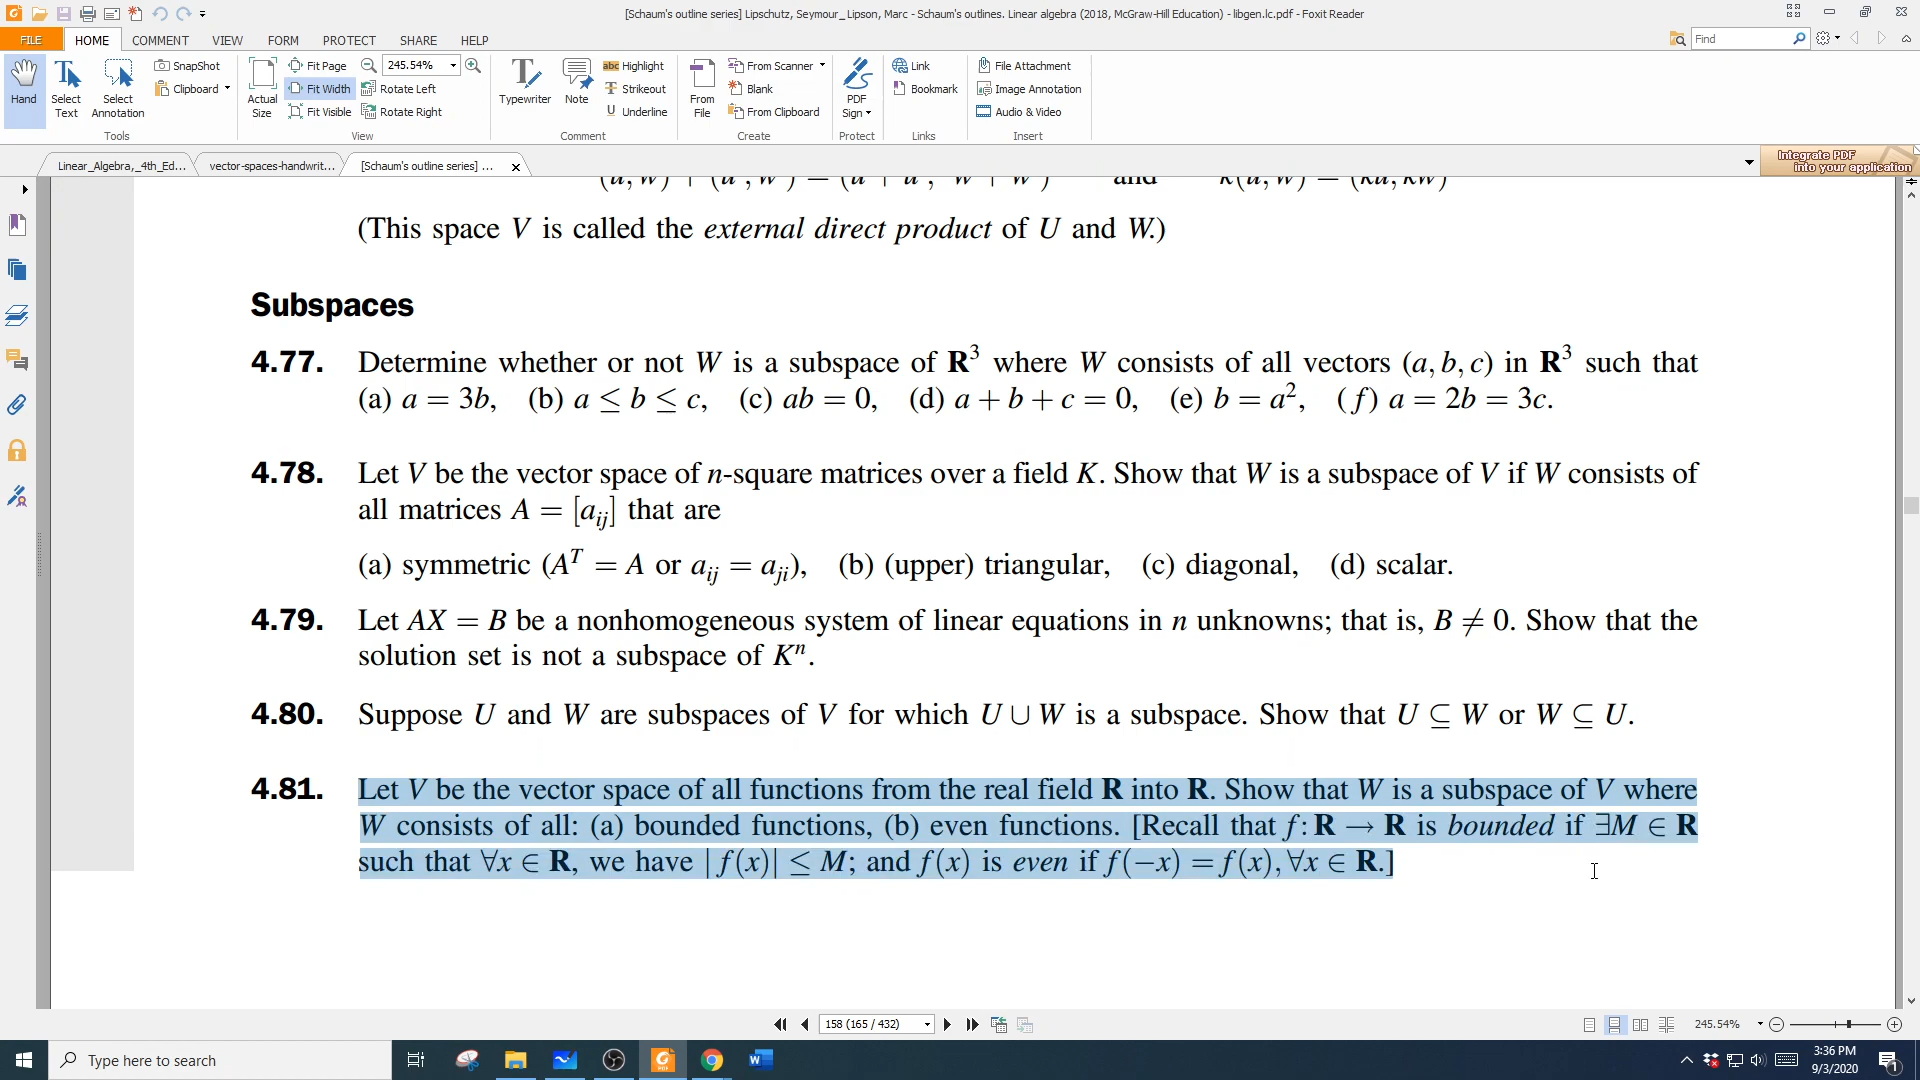 [Schaum's outline series] Lipschutz, Seymour_ Lipson, Marc - Schaum's outlines. Linear algebra (2018, McGraw-Hill Education) - libgen.lc.pdf - Foxit Reader
FILE HOME COMMENT VIEW FORM PROTECT SHARE HELP
Find
Hand
Select Text
Select Annotation
SnapShot
Clipboard
Tools
Actual Size
Fit Page
Fit Width
Fit Visible
245.54%
Rotate Left
Rotate Right
View
Typewriter
Note
Highlight
Strikeout
Underline
Comment
From File
From Scanner
Blank
From Clipboard
Create
PDF Sign
Protect
Link
Bookmark
Links
File Attachment
Image Annotation
Audio & Video
Insert
Linear_Algebra,_4th_Ed...
vector-spaces-handwrit...
[Schaum's outline series] ...
Integrate PDF
into your application
(This space V is called the external direct product of U and W.)
Subspaces
4.77. Determine whether or not W is a subspace of R³ where W consists of all vectors (a, b, c) in R³ such that
(a) a = 3b, (b) a ≤ b ≤ c, (c) ab = 0, (d) a + b + c = 0, (e) b = a², (f) a = 2b = 3c.
4.78. Let V be the vector space of n-square matrices over a field K. Show that W is a subspace of V if W consists of
all matrices A = [aij] that are
(a) symmetric (Aᵀ = A or aij = aji), (b) (upper) triangular, (c) diagonal, (d) scalar.
4.79. Let AX = B be a nonhomogeneous system of linear equations in n unknowns; that is, B ≠ 0. Show that the
solution set is not a subspace of Kⁿ.
4.80. Suppose U and W are subspaces of V for which U ∪ W is a subspace. Show that U ⊆ W or W ⊆ U.
4.81. Let V be the vector space of all functions from the real field R into R. Show that W is a subspace of V where
W consists of all: (a) bounded functions, (b) even functions. [Recall that f: R → R is bounded if ∃M ∈ R
such that ∀x ∈ R, we have |f(x)| ≤ M; and f(x) is even if f(−x) = f(x), ∀x ∈ R.]
158 (165 / 432)
245.54%
Type here to search
3:36 PM
9/3/2020